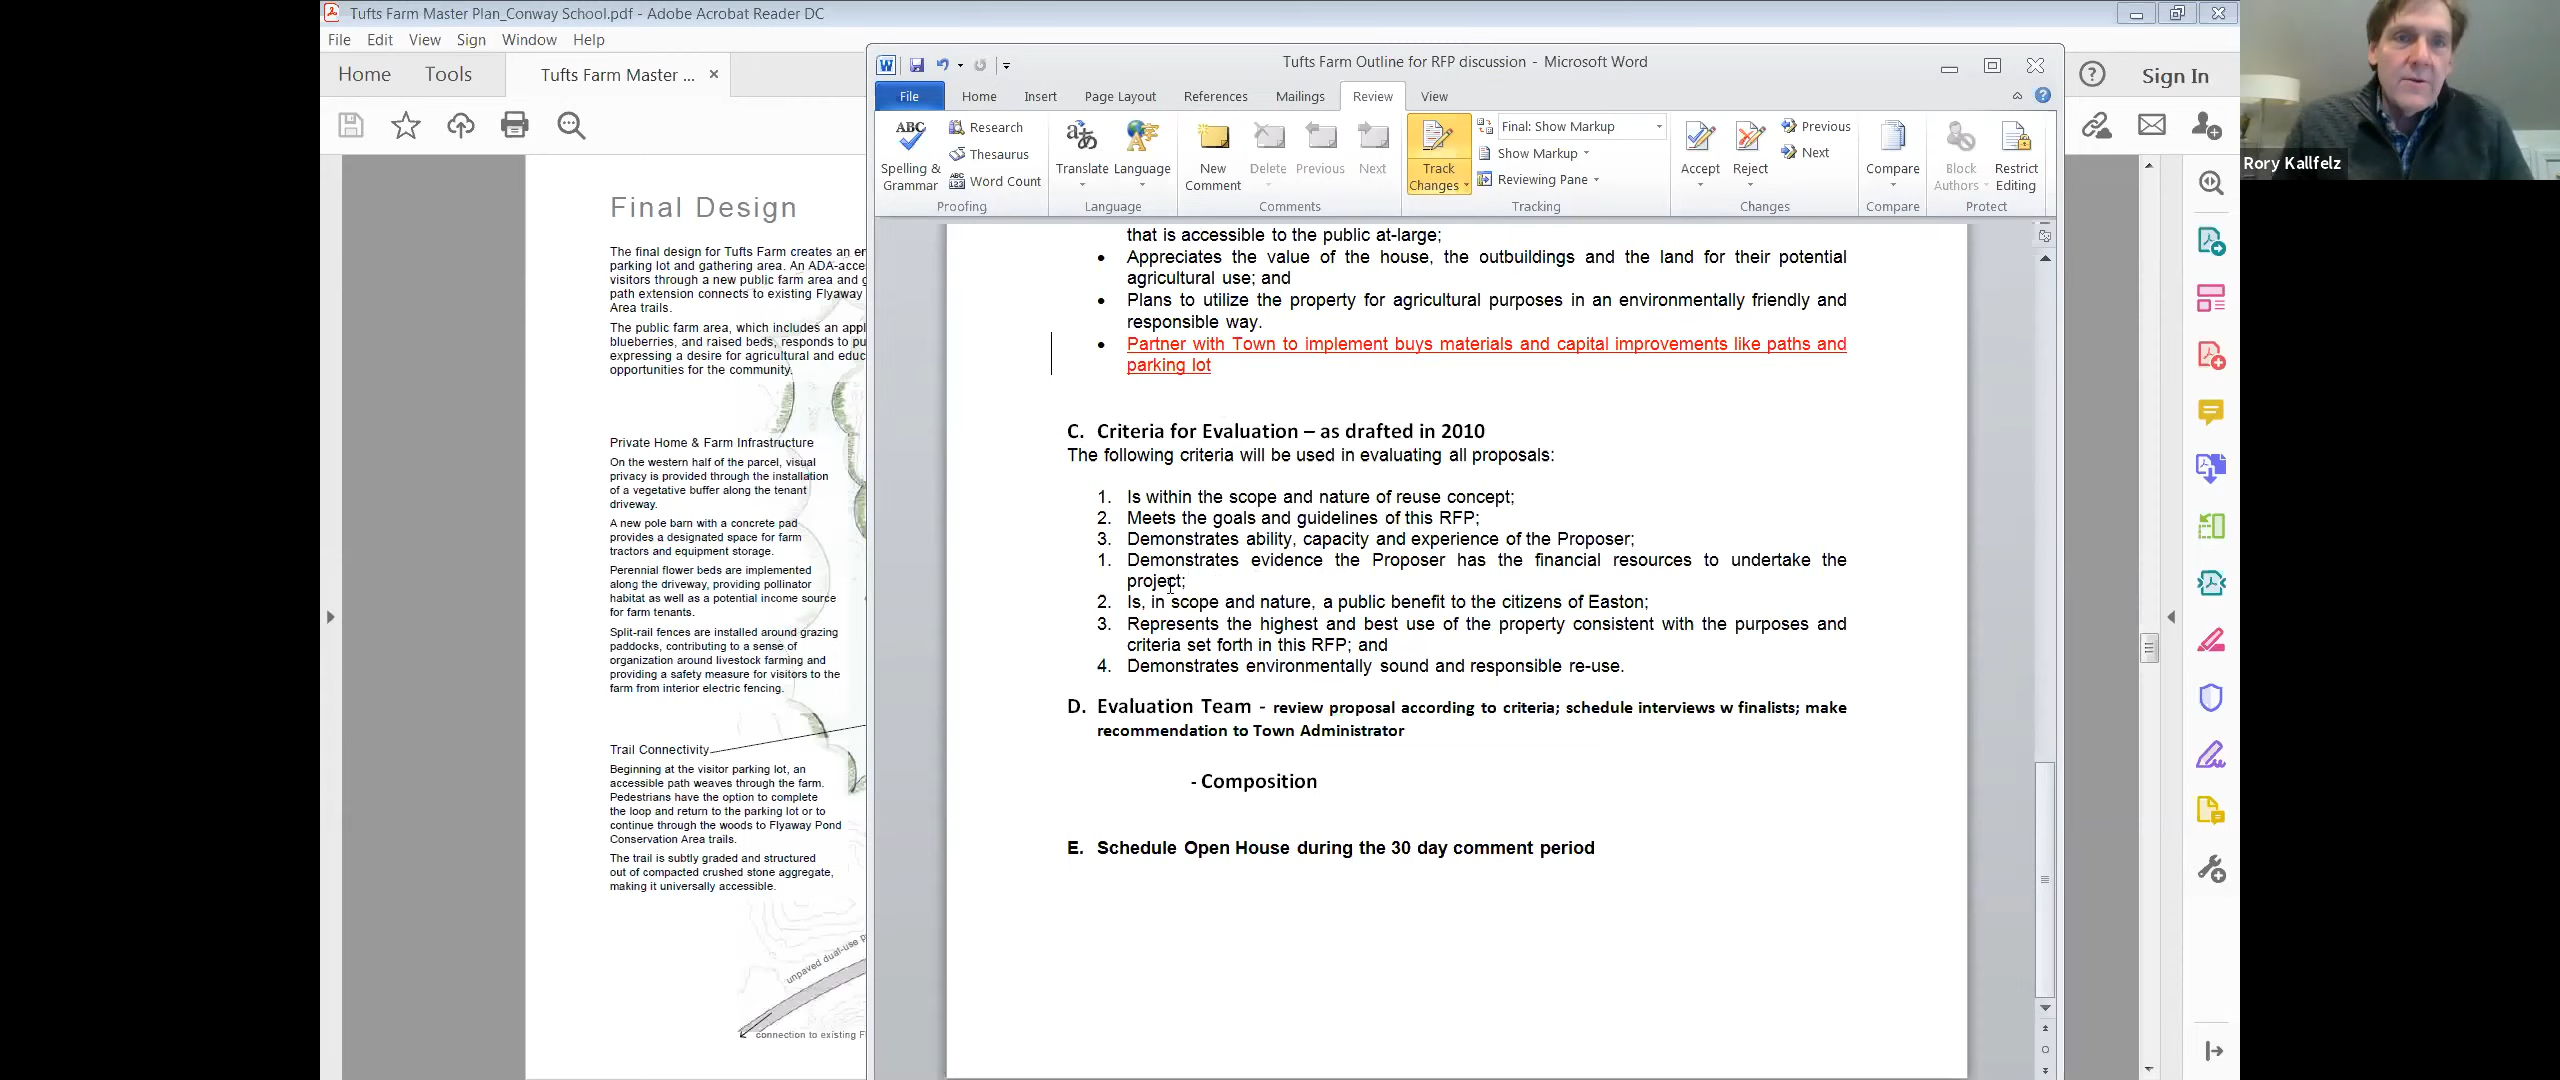 Tufts Farm Master Plan_Conway School.pdf - Adobe Acrobat Reader DC
File Edit View Sign Window Help
Home Tools Tufts Farm Master ... ×
Sign In
Final Design
The final design for Tufts Farm creates an en
parking lot and gathering area. An ADA-acce
visitors through a new public farm area and g
path extension connects to existing Flyaway
Area trails.
The public farm area, which includes an appl
blueberries, and raised beds, responds to pu
expressing a desire for agricultural and educ
opportunities for the community.
Private Home & Farm Infrastructure
On the western half of the parcel, visual
privacy is provided through the installation
of a vegetative buffer along the tenant
driveway.
A new pole barn with a concrete pad
provides a designated space for farm
tractors and equipment storage.
Perennial flower beds are implemented
along the driveway, providing pollinator
habitat as well as a potential income source
for farm tenants.
Split-rail fences are installed around grazing
paddocks, contributing to a sense of
organization around livestock farming and
providing a safety measure for visitors to the
farm from interior electric fencing.
Trail Connectivity
Beginning at the visitor parking lot, an
accessible path weaves through the farm.
Pedestrians have the option to complete
the loop and return to the parking lot or to
continue through the woods to Flyaway Pond
Conservation Area trails.
The trail is subtly graded and structured
out of compacted crushed stone aggregate,
making it universally accessible.
unpaved dual-use p
connection to existing F
Tufts Farm Outline for RFP discussion - Microsoft Word
File Home Insert Page Layout References Mailings Review View
ABC Spelling & Grammar
Research
Thesaurus
Word Count
Proofing
Translate Language
Language
New Comment Delete Previous Next
Comments
Track Changes
Final: Show Markup
Show Markup
Reviewing Pane
Tracking
Accept Reject
Previous
Next
Changes
Compare
Compare
Block Authors Restrict Editing
Protect
that is accessible to the public at-large;
• Appreciates the value of the house, the outbuildings and the land for their potential
agricultural use; and
• Plans to utilize the property for agricultural purposes in an environmentally friendly and
responsible way.
• Partner with Town to implement buys materials and capital improvements like paths and
parking lot
C. Criteria for Evaluation – as drafted in 2010
The following criteria will be used in evaluating all proposals:
1. Is within the scope and nature of reuse concept;
2. Meets the goals and guidelines of this RFP;
3. Demonstrates ability, capacity and experience of the Proposer;
1. Demonstrates evidence the Proposer has the financial resources to undertake the
project;
2. Is, in scope and nature, a public benefit to the citizens of Easton;
3. Represents the highest and best use of the property consistent with the purposes and
criteria set forth in this RFP; and
4. Demonstrates environmentally sound and responsible re-use.
D. Evaluation Team - review proposal according to criteria; schedule interviews w finalists; make
recommendation to Town Administrator
- Composition
E. Schedule Open House during the 30 day comment period
Rory Kallfelz